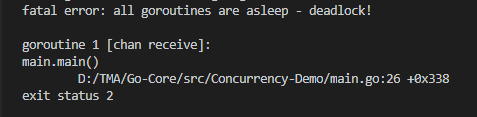 fatal error: all goroutines are asleep - deadlock!
goroutine 1 [chan receive]:
main.main()
D:/TMA/Go-Core/src/Concurrency-Demo/main.go:26 +0x338
exit status 2